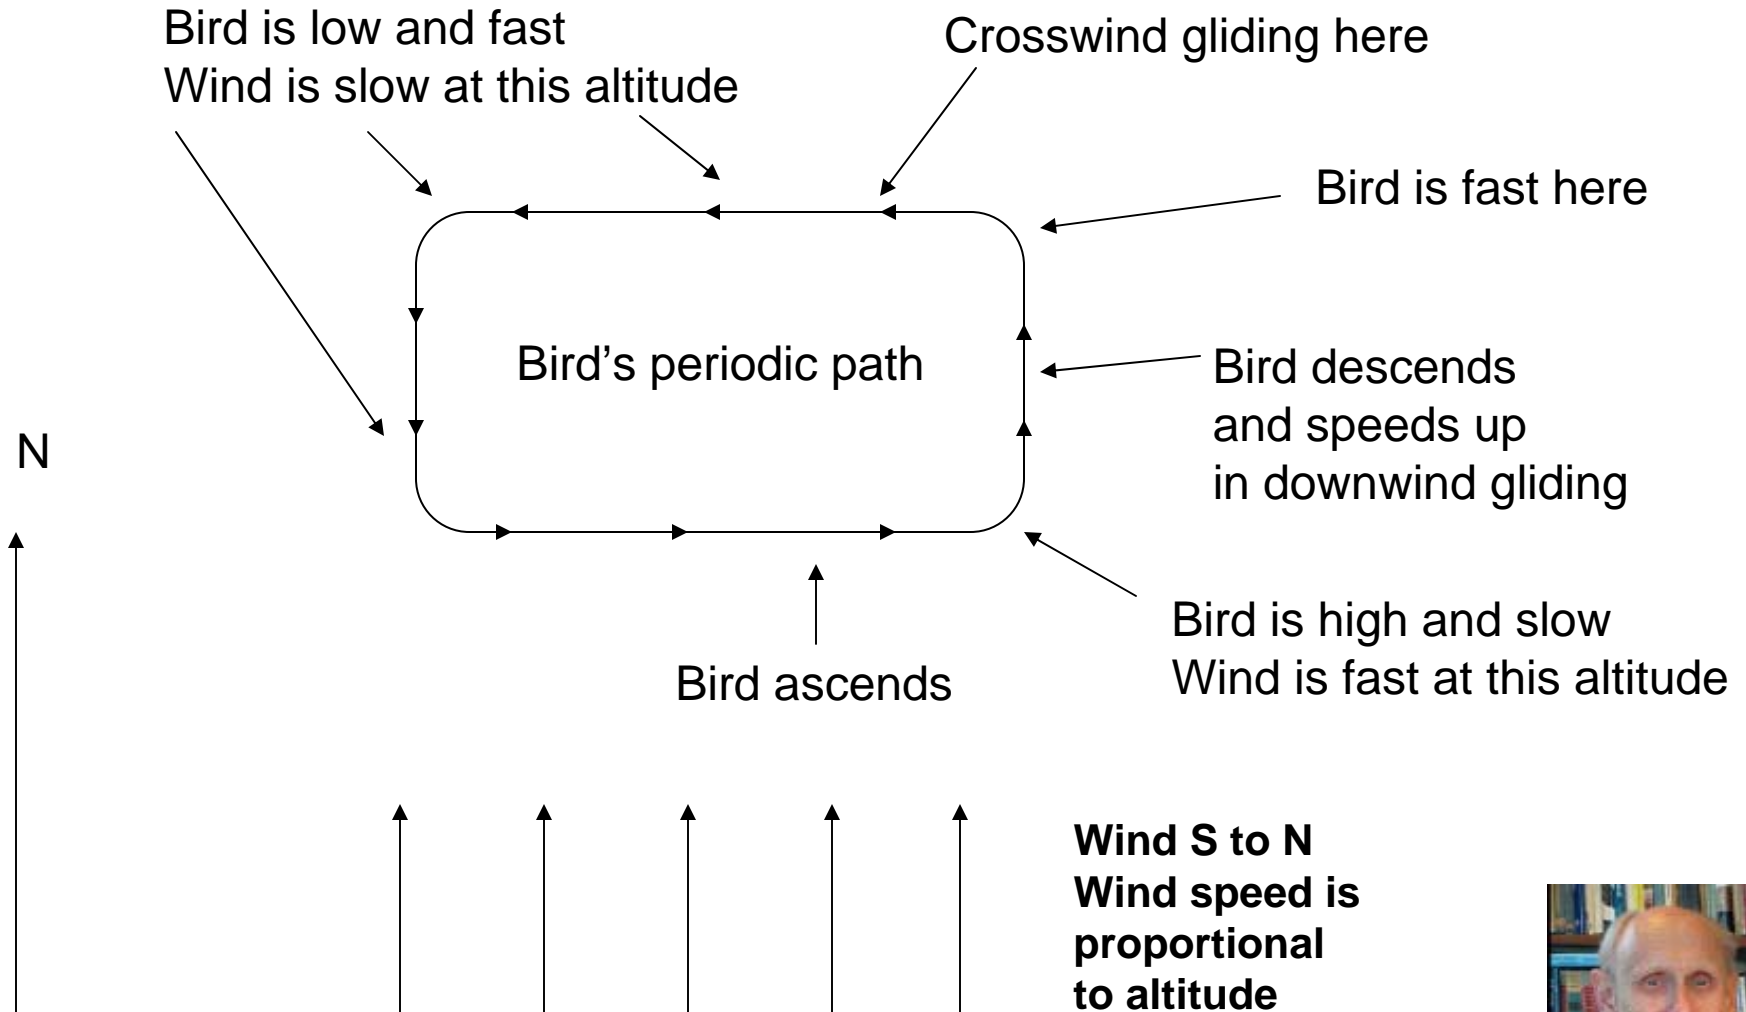 Bird is low and fast
Wind is slow at this altitude
Crosswind gliding here
Bird is fast here
Bird's periodic path
Bird descends
and speeds up
in downwind gliding
N
Bird is high and slow
Wind is fast at this altitude
Bird ascends
Wind S to N
Wind speed is
proportional
to altitude